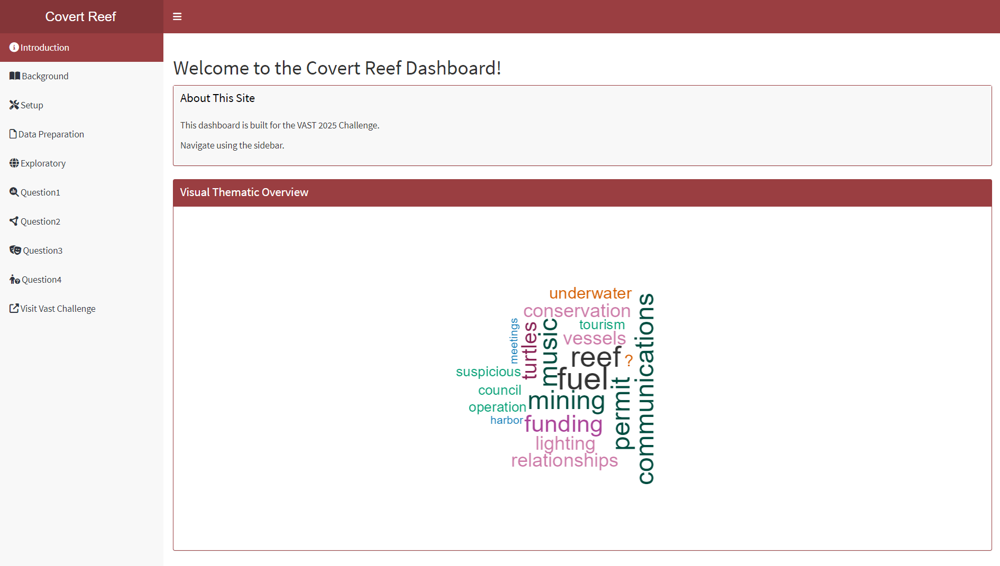 Covert Reef
Introduction
Background
Setup
Data Preparation
Exploratory
Question1
Question2
Question3
Question4
Visit Vast Challenge
Welcome to the Covert Reef Dashboard!
About This Site
This dashboard is built for the VAST 2025 Challenge.
Navigate using the sidebar.
Visual Thematic Overview
underwater
conservation
communications
meetings
turtles
music
tourism
vessels
reef
?
suspicious
fuel
permit
council
mining
operation
harbor
funding
lighting
relationships